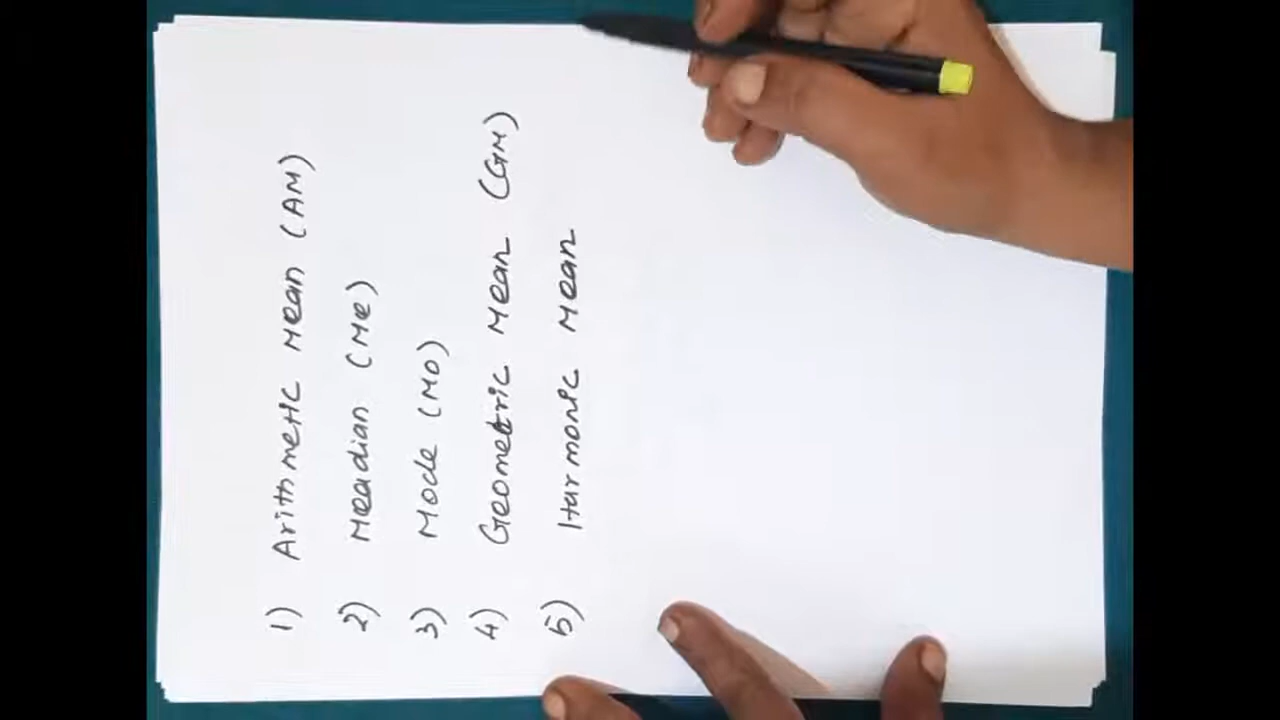 1) Arithmetic Mean (AM)
2) Meadian (Me)
3) Mode (MO)
4) Geometric Mean (GM)
5) Harmonic Mean